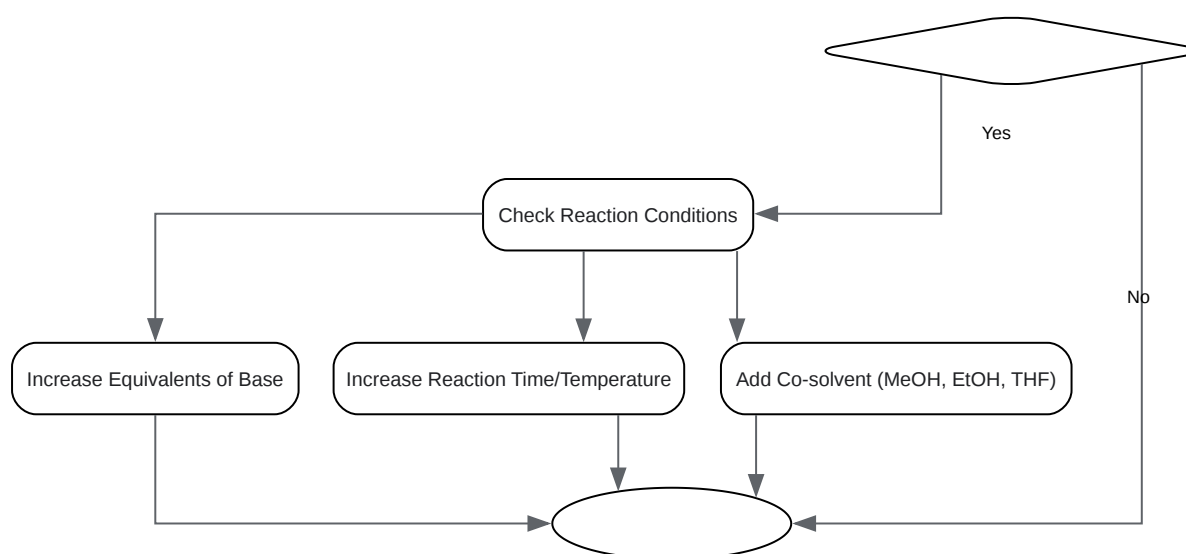 Yes
Check Reaction Conditions
No
Increase Equivalents of Base
Increase Reaction Time/Temperature
Add Co-solvent (MeOH, EtOH, THF)